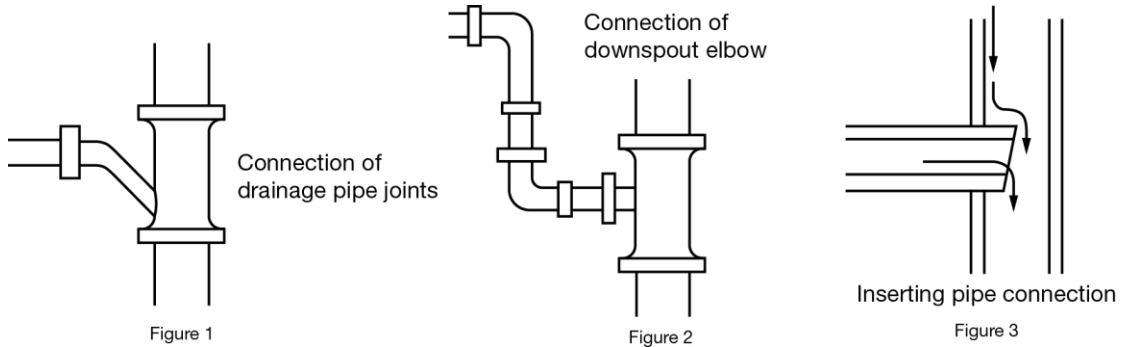 Connection of
drainage pipe joints
Figure 1
Connection of
downspout elbow
Figure 2
Inserting pipe connection
Figure 3